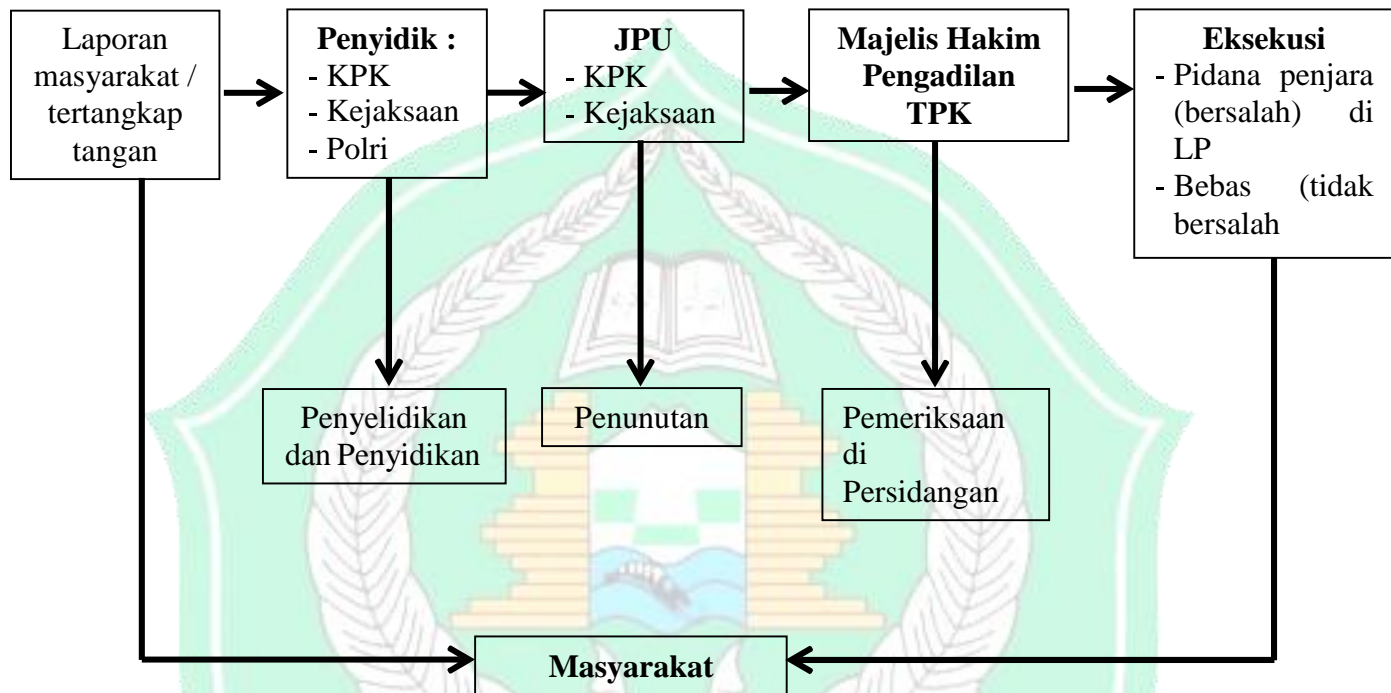 Laporan
masyarakat /
tertangkap
tangan
Penyidik :
- KPK
- Kejaksaan
- Polri
JPU
- KPK
- Kejaksaan
Majelis Hakim
Pengadilan
TPK
Eksekusi
- Pidana penjara
(bersalah) di
LP
- Bebas (tidak
bersalah
Penyelidikan
dan Penyidikan
Penunutan
Pemeriksaan
di
Persidangan
Masyarakat